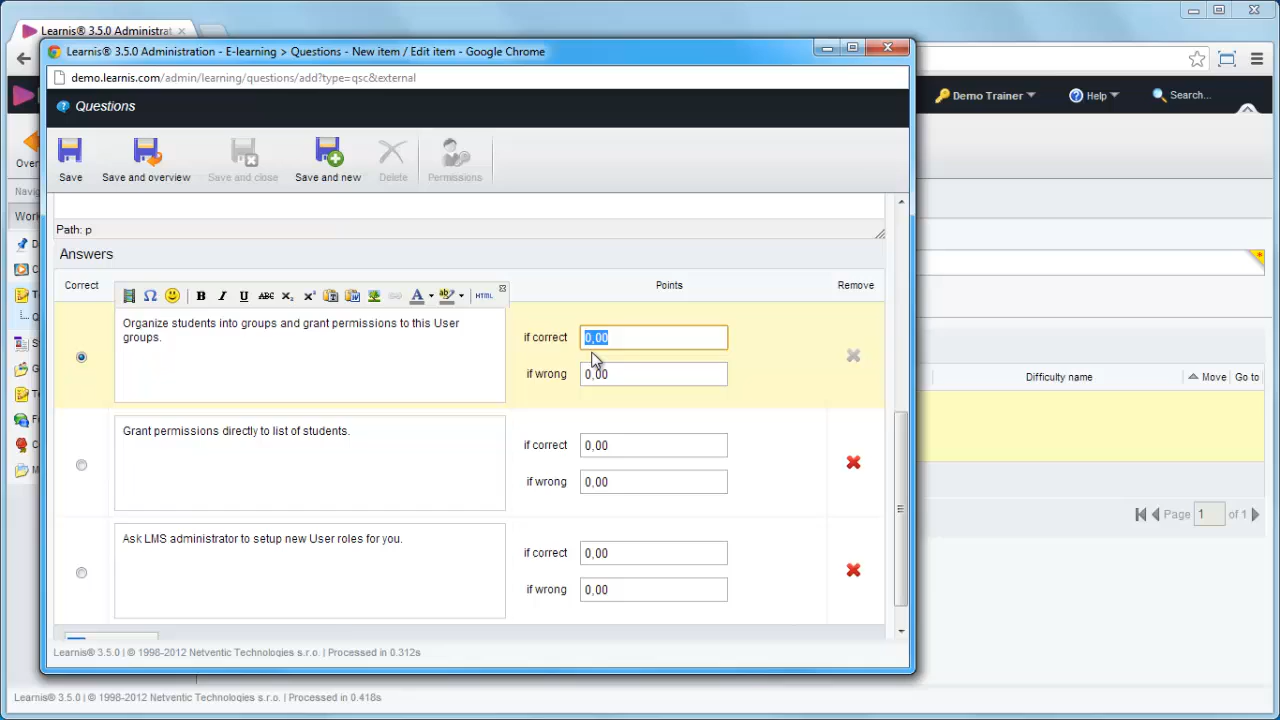 Learnis® 3.5.0 Administrat
Learnis® 3.5.0 Administration - E-learning > Questions - New item / Edit item - Google Chrome
demo.learnis.com/admin/learning/questions/add?type=qsc&external
Questions
Demo Trainer
Help
Search...
Save
Save and overview
Save and close
Save and new
Delete
Permissions
Path: p
Answers
Correct
Points
Remove
HTML
Organize students into groups and grant permissions to this User
groups.
if correct
0,00
if wrong
0,00
Grant permissions directly to list of students.
if correct
0,00
if wrong
0,00
Ask LMS administrator to setup new User roles for you.
if correct
0,00
if wrong
0,00
Difficulty name
Move
Go to
Page
1
of 1
Learnis® 3.5.0 | © 1998-2012 Netventic Technologies s.r.o. | Processed in 0.312s
Learnis® 3.5.0 | © 1998-2012 Netventic Technologies s.r.o. | Processed in 0.418s